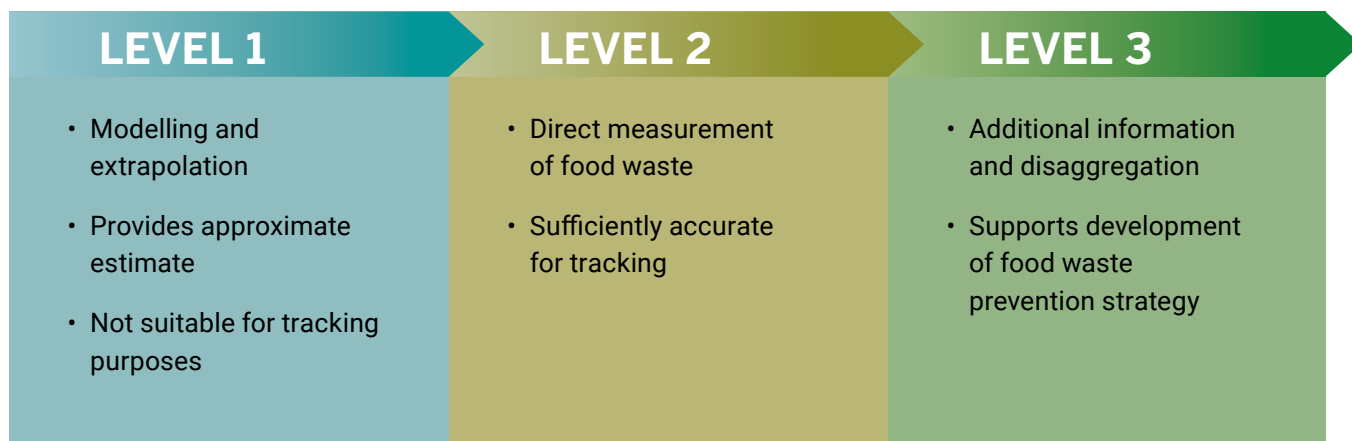 LEVEL 1
• Modelling and
extrapolation
• Provides approximate
estimate
• Not suitable for tracking
purposes
LEVEL 2
• Direct measurement
of food waste
• Sufficiently accurate
for tracking
LEVEL 3
• Additional information
and disaggregation
• Supports development
of food waste
prevention strategy